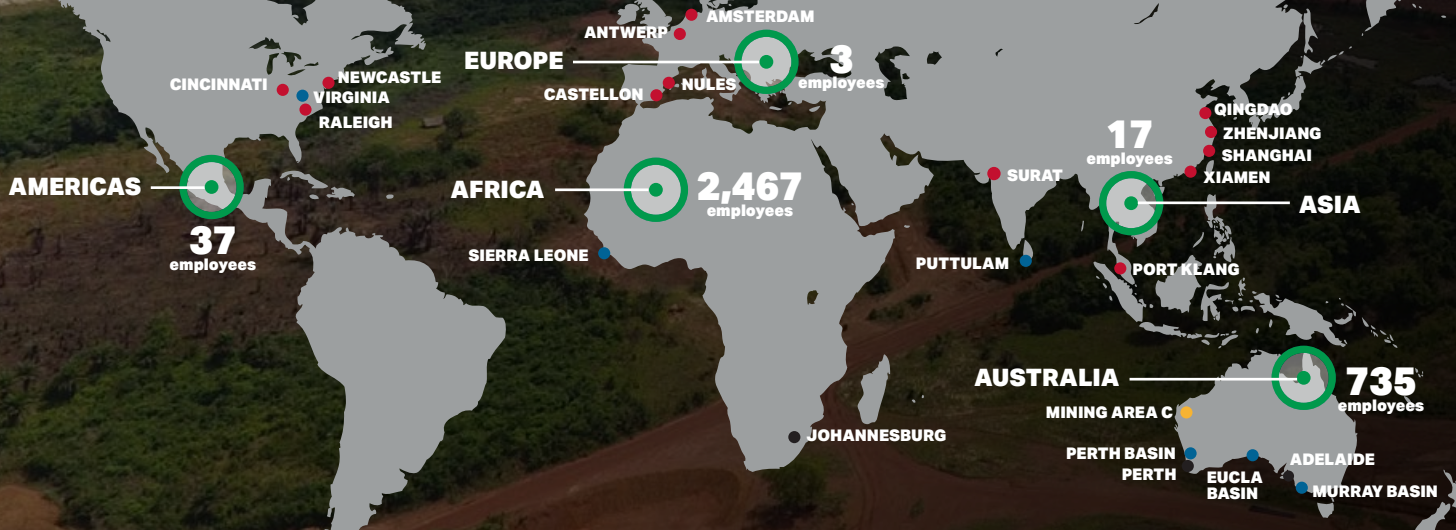 AMSTERDAM
ANTWERP
EUROPE
3
employees
CINCINNATI
NEWCASTLE
VIRGINIA
RALEIGH
CASTELLON
NULES
QINGDAO
ZHENJIANG
SHANGHAI
XIAMEN
17
employees
SURAT
AMERICAS
37
employees
AFRICA
2,467
employees
ASIA
SIERRA LEONE
PUTTULAM
PORT KLANG
AUSTRALIA
735
employees
MINING AREA C
JOHANNESBURG
PERTH BASIN
PERTH
EUCLA
BASIN
ADELAIDE
MURRAY BASIN